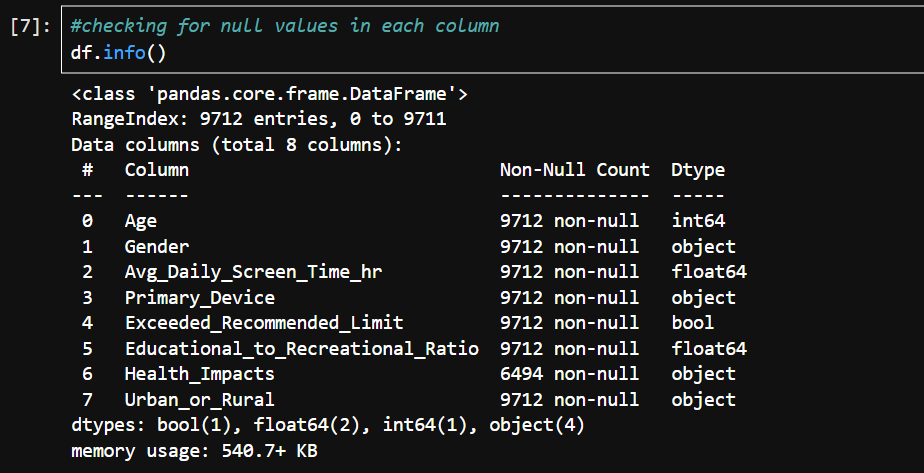 [7]: #checking for null values in each column
df.info()
<class 'pandas.core.frame.DataFrame'>
RangeIndex: 9712 entries, 0 to 9711
Data columns (total 8 columns):
 #   Column                             Non-Null Count  Dtype
---  ------                             --------------  -----
 0   Age                                9712 non-null   int64
 1   Gender                             9712 non-null   object
 2   Avg_Daily_Screen_Time_hr           9712 non-null   float64
 3   Primary_Device                     9712 non-null   object
 4   Exceeded_Recommended_Limit         9712 non-null   bool
 5   Educational_to_Recreational_Ratio  9712 non-null   float64
 6   Health_Impacts                     6494 non-null   object
 7   Urban_or_Rural                     9712 non-null   object
dtypes: bool(1), float64(2), int64(1), object(4)
memory usage: 540.7+ KB